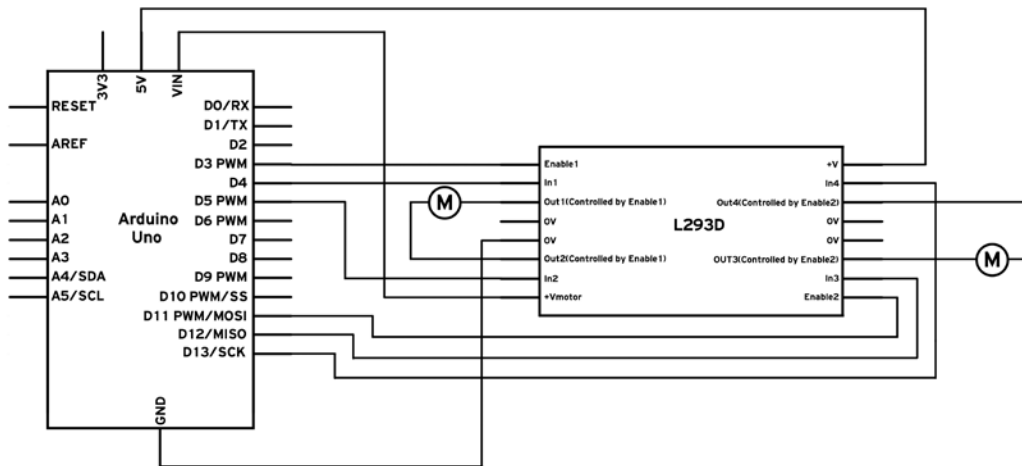 3V3
5V
VIN
RESET
AREF
A0
A1
A2
A3
A4/SDA
A5/SCL
Arduino
Uno
D0/RX
D1/TX
D2
D3 PWM
D4
D5 PWM
D6 PWM
D7
D8
D9 PWM
D10 PWM/SS
D11 PWM/MOSI
D12/MISO
D13/SCK
GND
M
Enable1
In1
Out1(Controlled by Enable1)
0V
0V
Out2(Controlled by Enable1)
In2
+Vmotor
L293D
+V
In4
Out4(Controlled by Enable2)
0V
0V
OUT3(Controlled by Enable2)
In3
Enable2
M